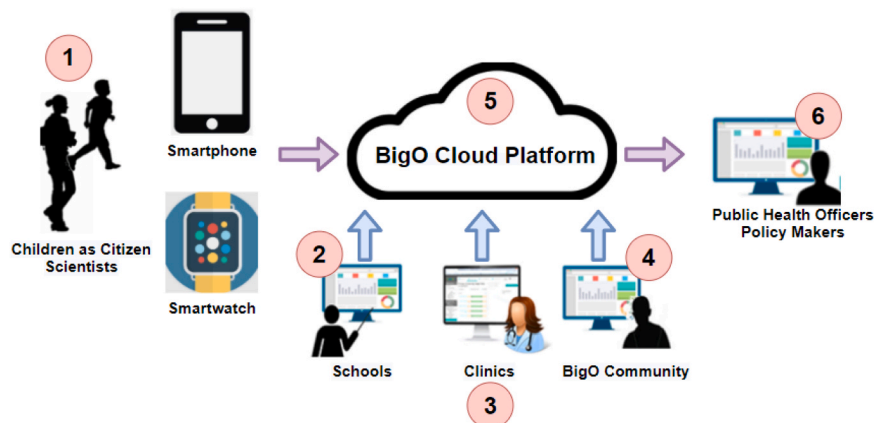 1
Smartphone
Children as Citizen
Scientists
Smartwatch
5
BigO Cloud Platform
2
Schools
Clinics
3
4
BigO Community
6
Public Health Officers
Policy Makers